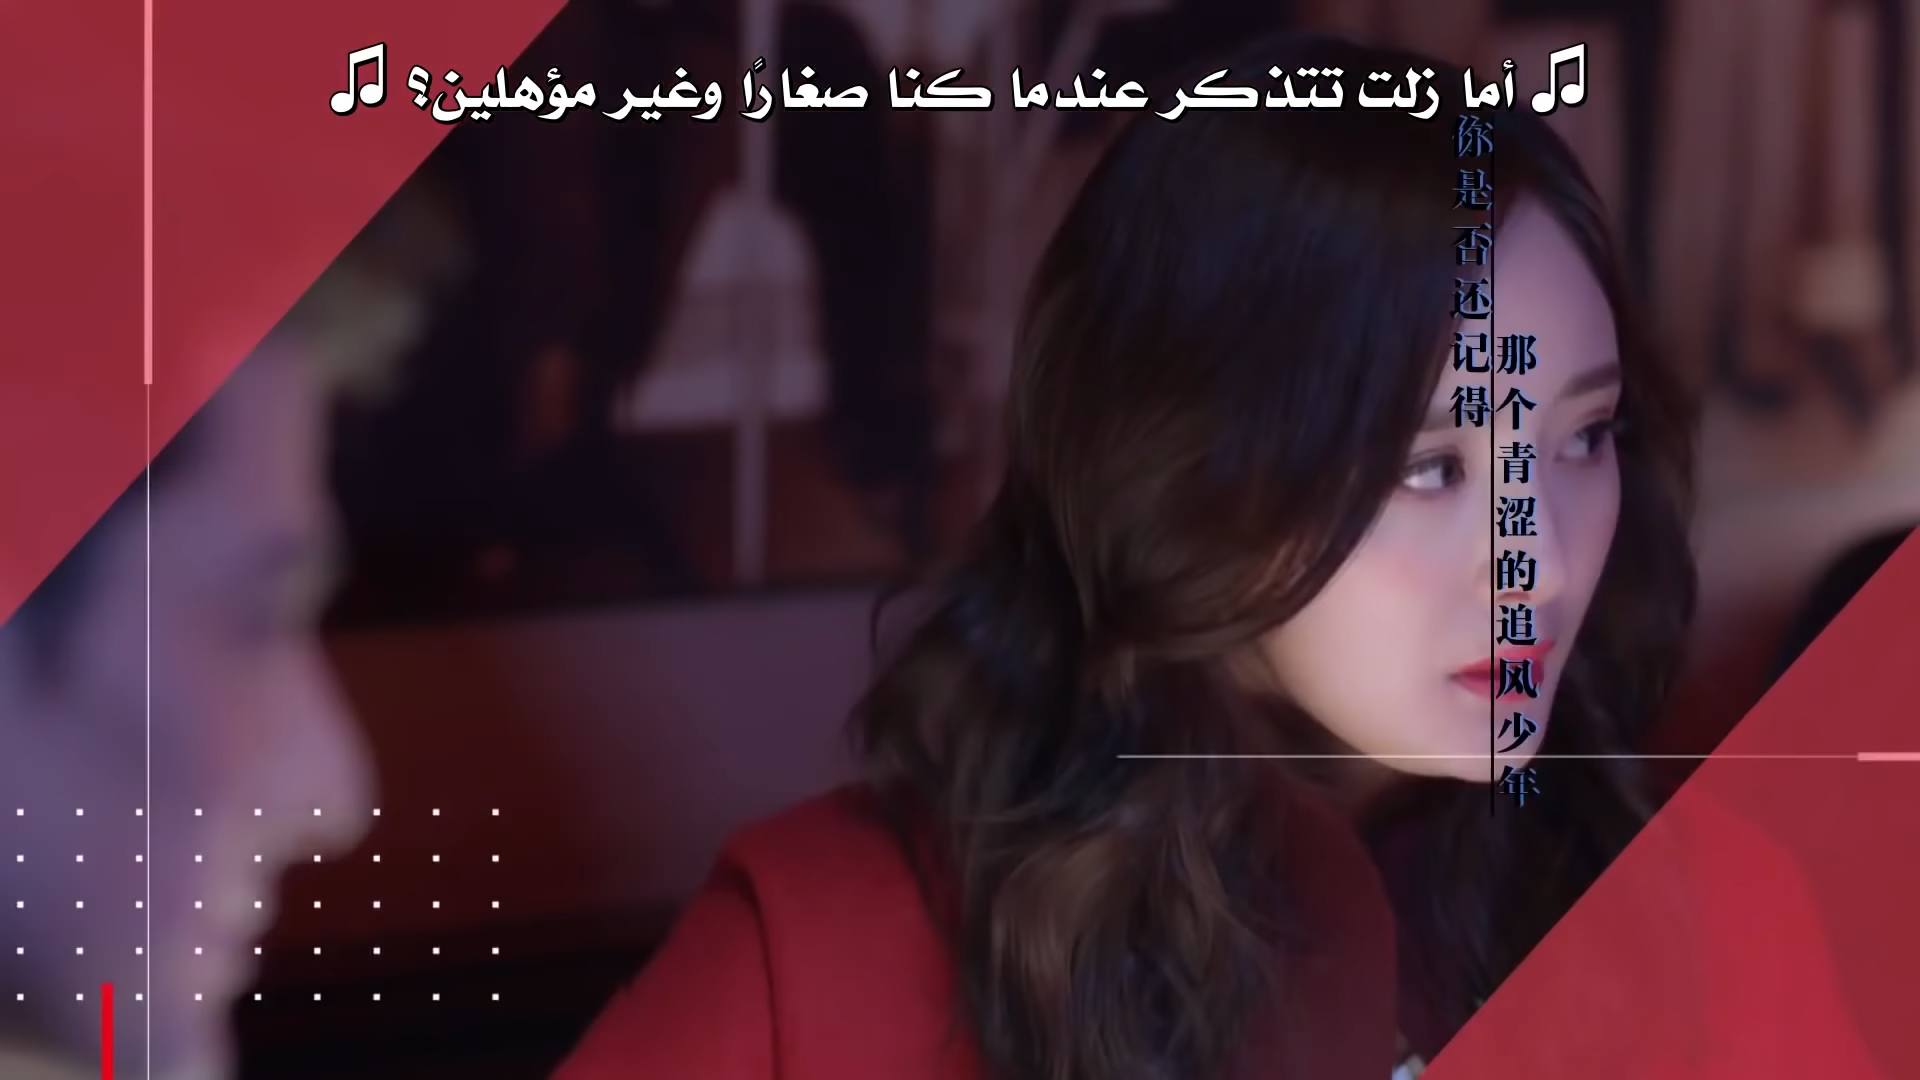 ♫ أما زلت تتذكر عندما كنا صغارًا وغير مؤهلين؟ ♫
你是否还记得
那个青涩的追风少年